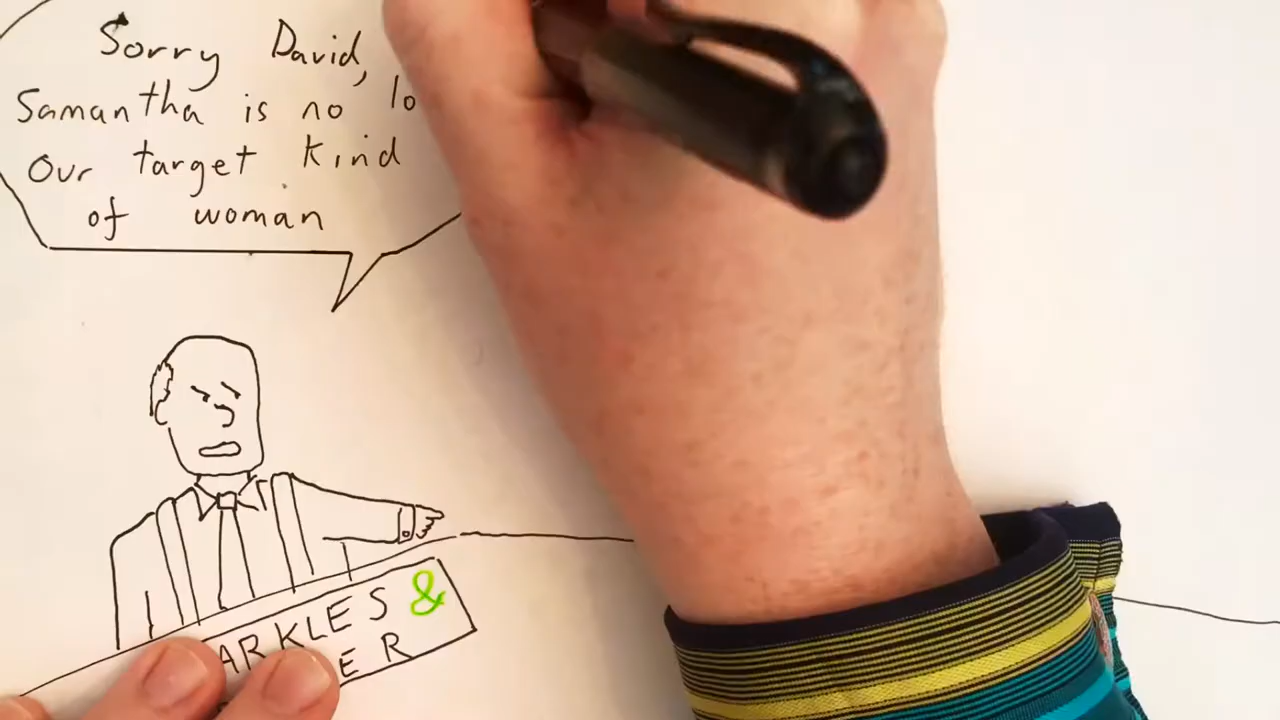 Sorry David,
Samantha is no lo
our target kind
of woman
ARKLES &
ER